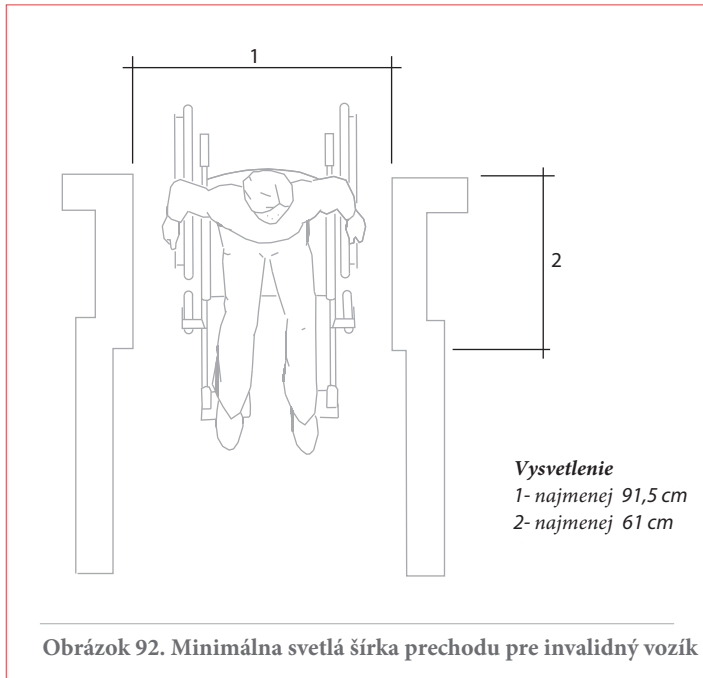 1
2
Vysvetlenie
1- najmenej 91,5 cm
2- najmenej 61 cm
Obrázok 92. Minimálna svetlá šírka prechodu pre invalidný vozík